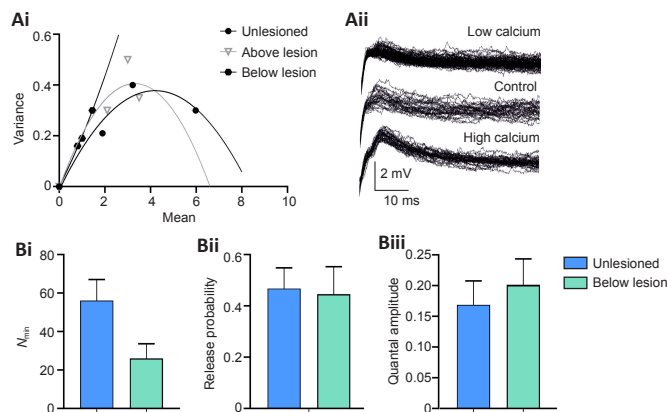 Ai
0.6
0.4
0.2
0
Variance
0
2
4
6
8
10
Mean
Unlesioned
Above lesion
Below lesion
Aii
Low calcium
Control
High calcium
2 mV
10 ms
Bi
80
60
40
20
0
Nmin
Bii
0.6
0.4
0.2
0
Release probability
Biii
0.25
0.20
0.15
0.10
0.05
0
Quantal amplitude
Unlesioned
Below lesion